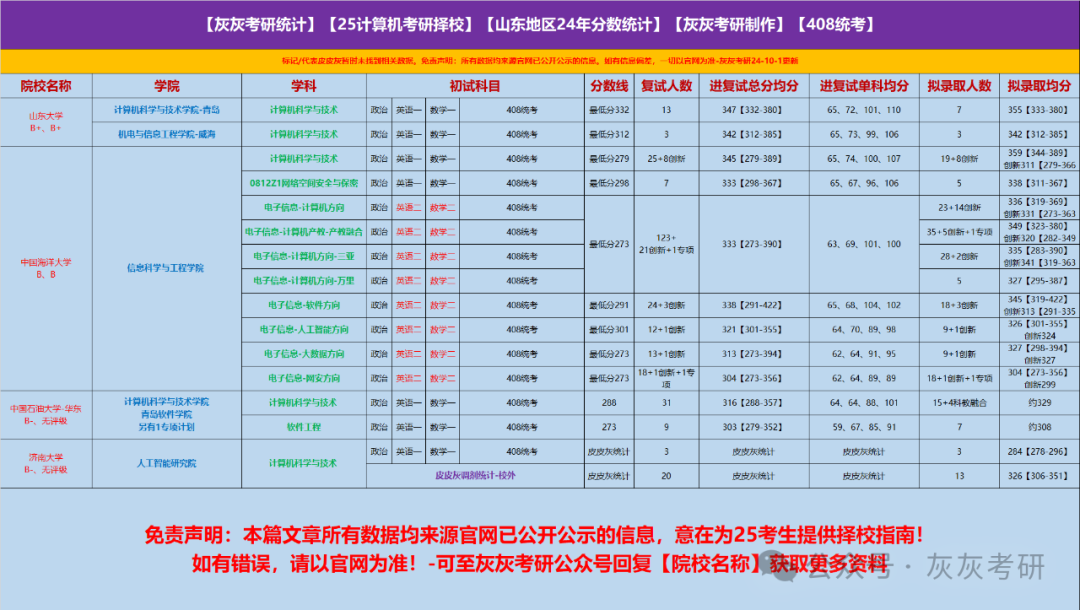 【灰灰考研统计】【25计算机考研择校】【山东地区24年分数统计】【灰灰考研制作】【408统考】
标记/代表皮皮灰暂时未找到相关数据，免责声明：所有数据均来源官网已公开公示的信息，如有信息偏差，一切以官网为准-灰灰考研24-10-1更新
院校名称 学院 学科 初试科目 分数线 复试人数 进复试总分均分 进复试单科均分 拟录取人数 拟录取均分
山东大学
B+、B+
计算机科学与技术学院-青岛 计算机科学与技术 政治 英语一 数学一 408统考 最低分332 13 347【332-380】 65、72、101、110 7 355【333-380】
机电与信息工程学院-威海 计算机科学与技术 政治 英语一 数学一 408统考 最低分312 3 342【312-385】 65、73、99、106 3 342【312-385】
中国海洋大学
B、B
信息科学与工程学院
计算机科学与技术 政治 英语一 数学一 408统考 最低分279 25+8创新 345【279-389】 65、74、100、107 19+8创新 359【344-389】
创新311【279-366
0812Z1网络空间安全与保密 政治 英语一 数学一 408统考 最低分298 7 333【298-367】 65、67、96、106 5 338【311-367】
电子信息-计算机方向 政治 英语二 数学二 408统考 23+14创新 336【319-369】
创新331【273-363
电子信息-计算机产教-产教融合 政治 英语二 数学二 408统考 35+5创新+1专项 349【323-380】
创新320【282-349
最低分273 123+
21创新+1专项 333【273-390】 63、69、101、100
电子信息-计算机方向-三亚 政治 英语二 数学二 408统考 28+2创新 335【283-390】
创新341【319-363
电子信息-计算机方向-万里 政治 英语二 数学二 408统考 5 327【295-387】
电子信息-软件方向 政治 英语二 数学二 408统考 最低分291 24+3创新 338【291-422】 65、68、104、102 18+3创新 345【319-422】
创新313【291-335
电子信息-人工智能方向 政治 英语二 数学二 408统考 最低分301 12+1创新 321【301-355】 64、70、89、98 9+1创新 326【301-355】
创新324
电子信息-大数据方向 政治 英语二 数学二 408统考 最低分273 13+1创新 313【273-394】 62、64、91、95 9+1创新 327【298-394】
创新327
电子信息-网安方向 政治 英语二 数学二 408统考 最低分273 18+1创新+1专项 304【273-356】 62、64、89、89 18+1创新+1专项 304【273-356】
创新299
中国石油大学-华东
B-、无评级
计算机科学与技术学院
青岛软件学院
另有1专项计划
计算机科学与技术 政治 英语一 数学一 408统考 288 31 316【288-357】 64、64、88、101 15+4科教融合 约329
软件工程 政治 英语一 数学一 408统考 273 9 303【279-352】 59、67、85、91 7 约308
济南大学
B-、无评级
人工智能研究院 计算机科学与技术
政治 英语一 数学一 408统考 皮皮灰统计 3 皮皮灰统计 皮皮灰统计 3 284【278-296】
皮皮灰调剂统计-校外 皮皮灰统计 20 皮皮灰统计 皮皮灰统计 13 326【306-351】
免责声明：本篇文章所有数据均来源官网已公开公示的信息，意在为25考生提供择校指南！
如有错误，请以官网为准！-可至灰灰考研公众号回复【院校名称】获取更多资料
公众号 · 灰灰考研